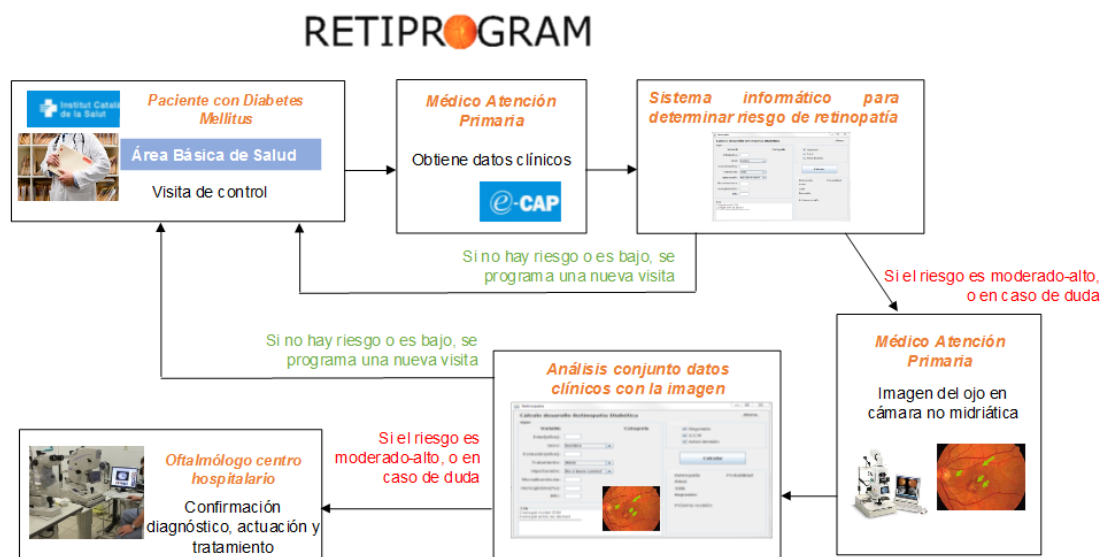 RETIPROGRAM
Institut Català
de la Salut
Paciente con Diabetes
Mellitus
Área Básica de Salud
Visita de control
Médico Atención
Primaria
Obtiene datos clínicos
e-CAP
Sistema informático para
determinar riesgo de retinopatía
Si no hay riesgo o es bajo, se
programa una nueva visita
Si el riesgo es moderado-alto,
o en caso de duda
Médico Atención
Primaria
Imagen del ojo en
cámara no midriática
Si no hay riesgo o es bajo, se
programa una nueva visita
Análisis conjunto datos
clínicos con la imagen
Calculo desarrollo Retinopatia Diabética
Variable
Categoría
Calcular
Si el riesgo es
moderado-alto, o en
caso de duda
Oftalmólogo centro
hospitalario
Confirmación
diagnóstico, actuación y
tratamiento